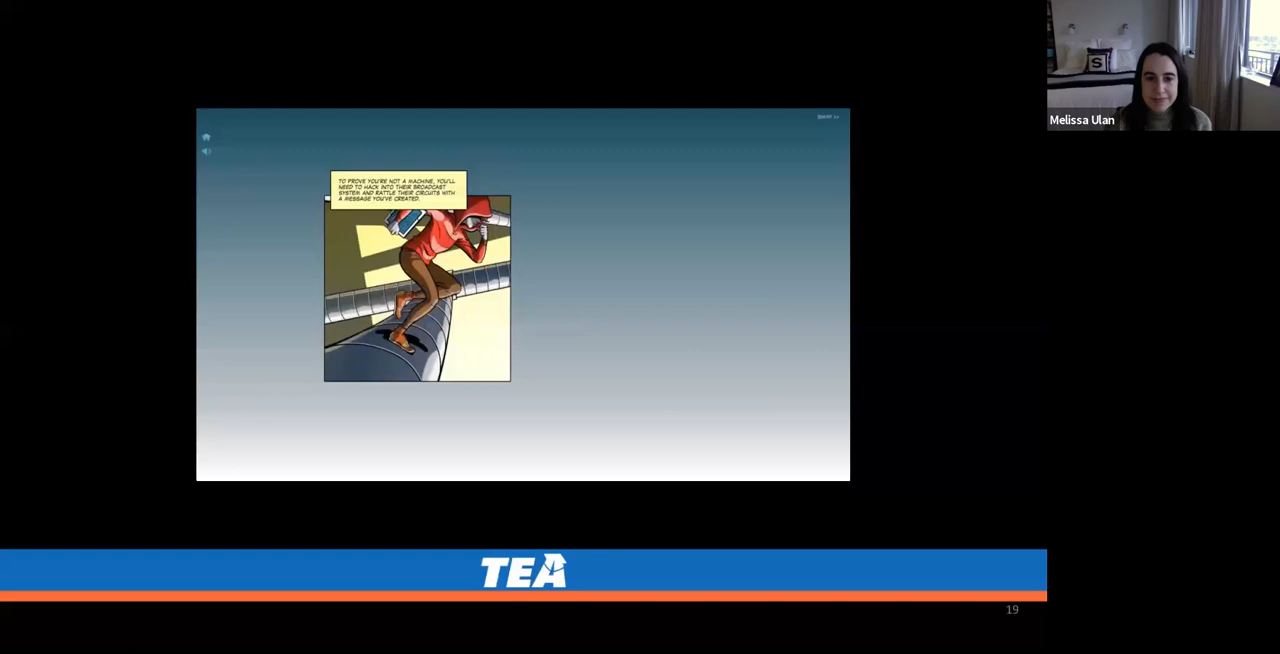 TO PROVE YOU'RE NOT A MACHINE, YOU'LL
NEED TO HACK INTO THEIR BROADCAST
SYSTEM AND RATTLE THEIR CIRCUITS WITH
A MESSAGE YOU'VE CREATED.
S
Melissa Ulan
TEA
19